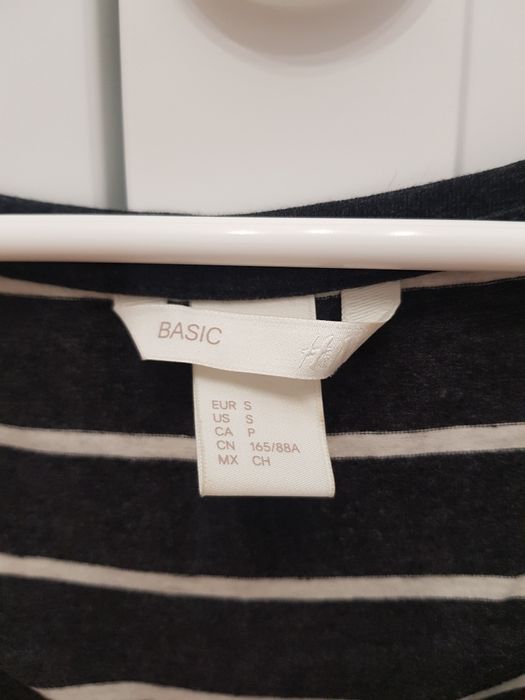 BASIC
EUR S
US S
CA P
CN 165/88A
MX CH